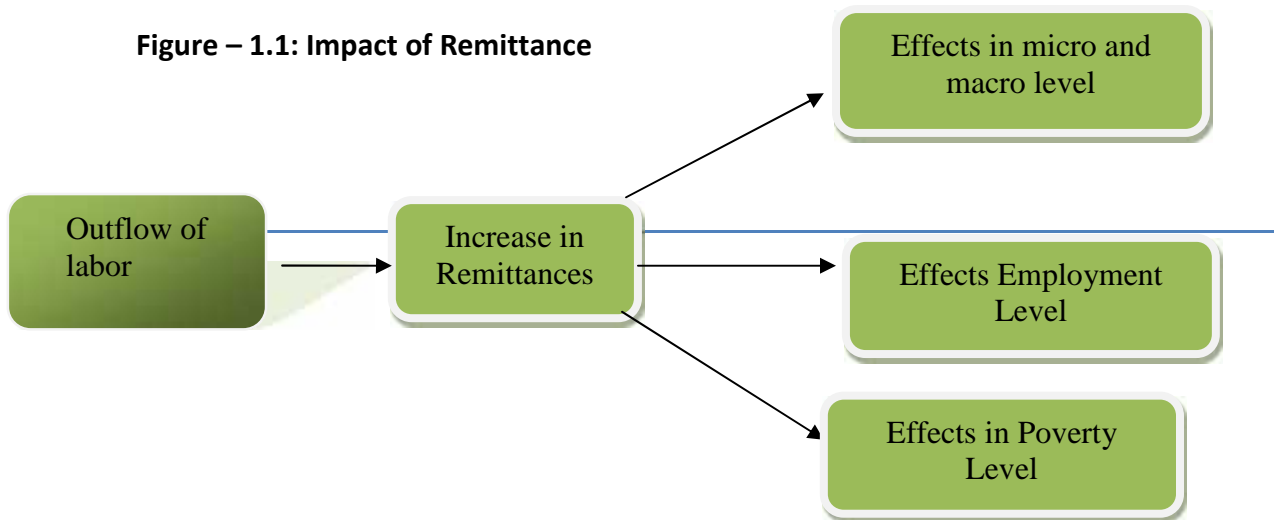 Figure – 1.1: Impact of Remittance
Effects in micro and
macro level
Outflow of
labor
Increase in
Remittances
Effects Employment
Level
Effects in Poverty
Level